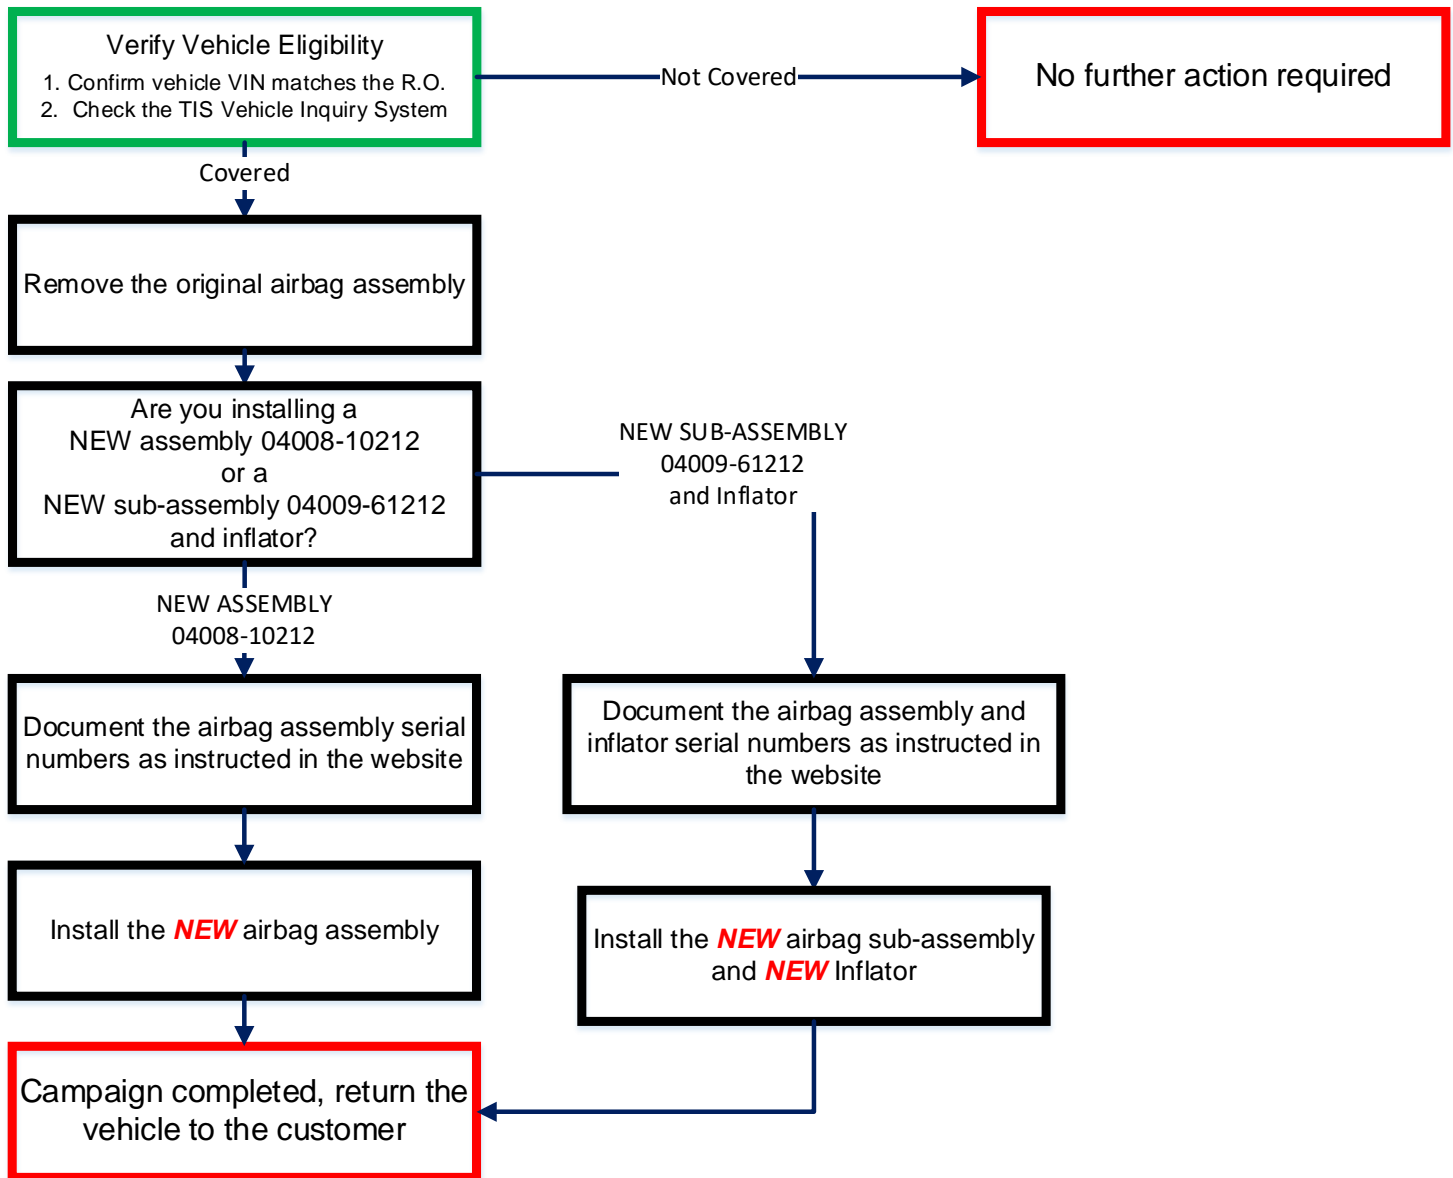 Verify Vehicle Eligibility
1. Confirm vehicle VIN matches the R.O.
2. Check the TIS Vehicle Inquiry System
Not Covered
No further action required
Covered
Remove the original airbag assembly
Are you installing a
NEW assembly 04008-10212
or a
NEW sub-assembly 04009-61212
and inflator?
NEW SUB-ASSEMBLY
04009-61212
and Inflator
NEW ASSEMBLY
04008-10212
Document the airbag assembly serial
numbers as instructed in the website
Document the airbag assembly and
inflator serial numbers as instructed in
the website
Install the NEW airbag assembly
Install the NEW airbag sub-assembly
and NEW Inflator
Campaign completed, return the
vehicle to the customer